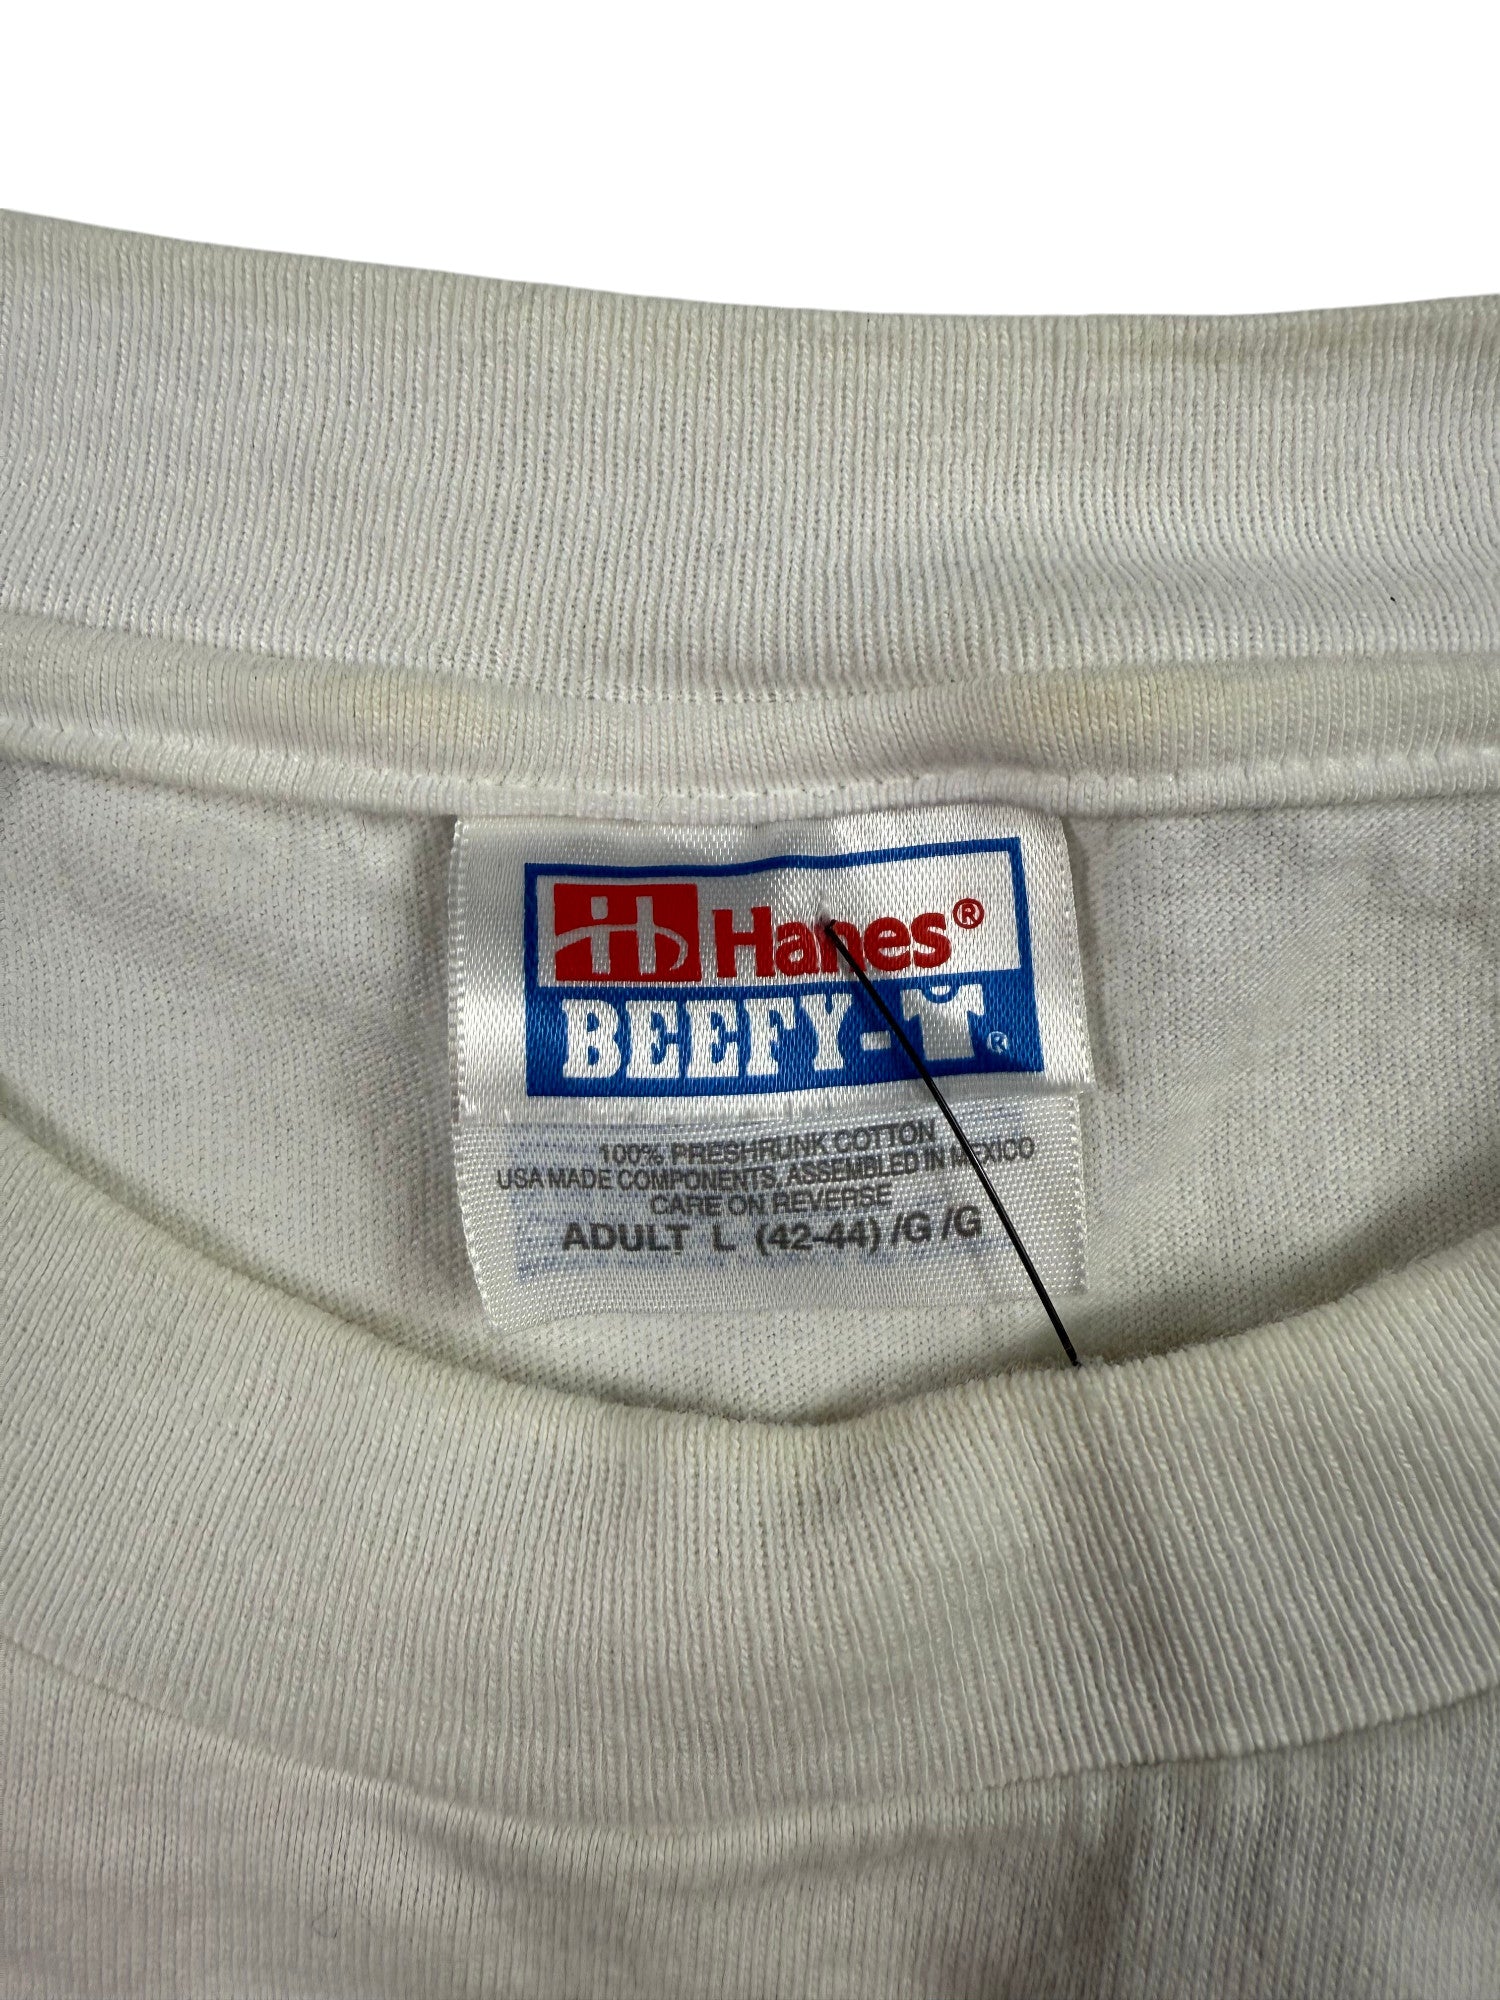 Hanes®
BEEFY-T®
100% PRESHRUNK COTTON
USA MADE COMPONENTS, ASSEMBLED IN MEXICO
CARE ON REVERSE
ADULT L (42-44) /G /G